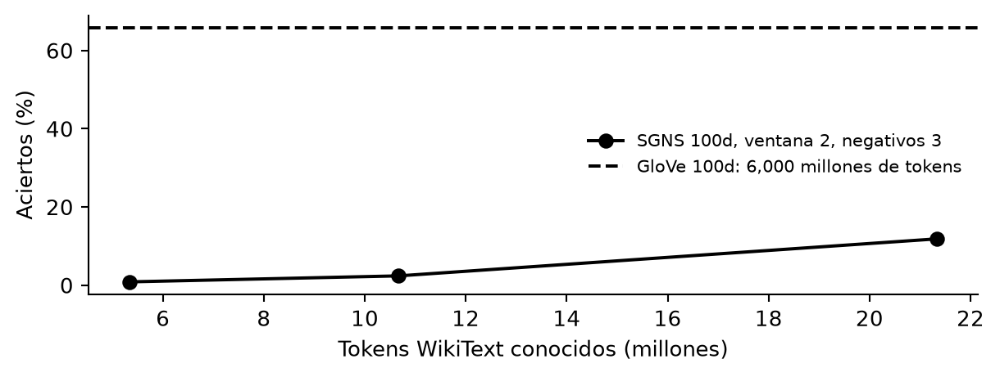 60
40
20
0
Aciertos (%)
SGNS 100d, ventana 2, negativos 3
GloVe 100d: 6,000 millones de tokens
6 8 10 12 14 16 18 20 22
Tokens WikiText conocidos (millones)